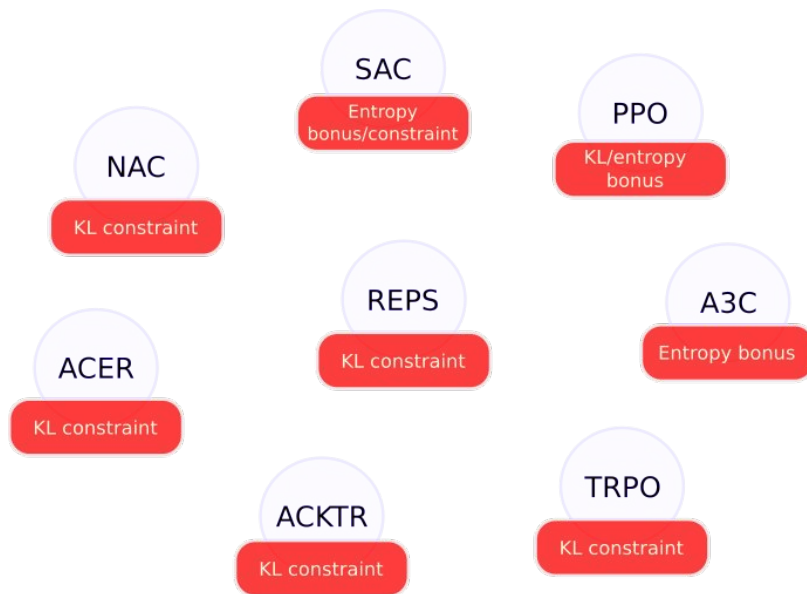 SAC
Entropy
bonus/constraint
PPO
KL/entropy
bonus
NAC
KL constraint
REPS
KL constraint
A3C
Entropy bonus
ACER
KL constraint
TRPO
KL constraint
ACKTR
KL constraint